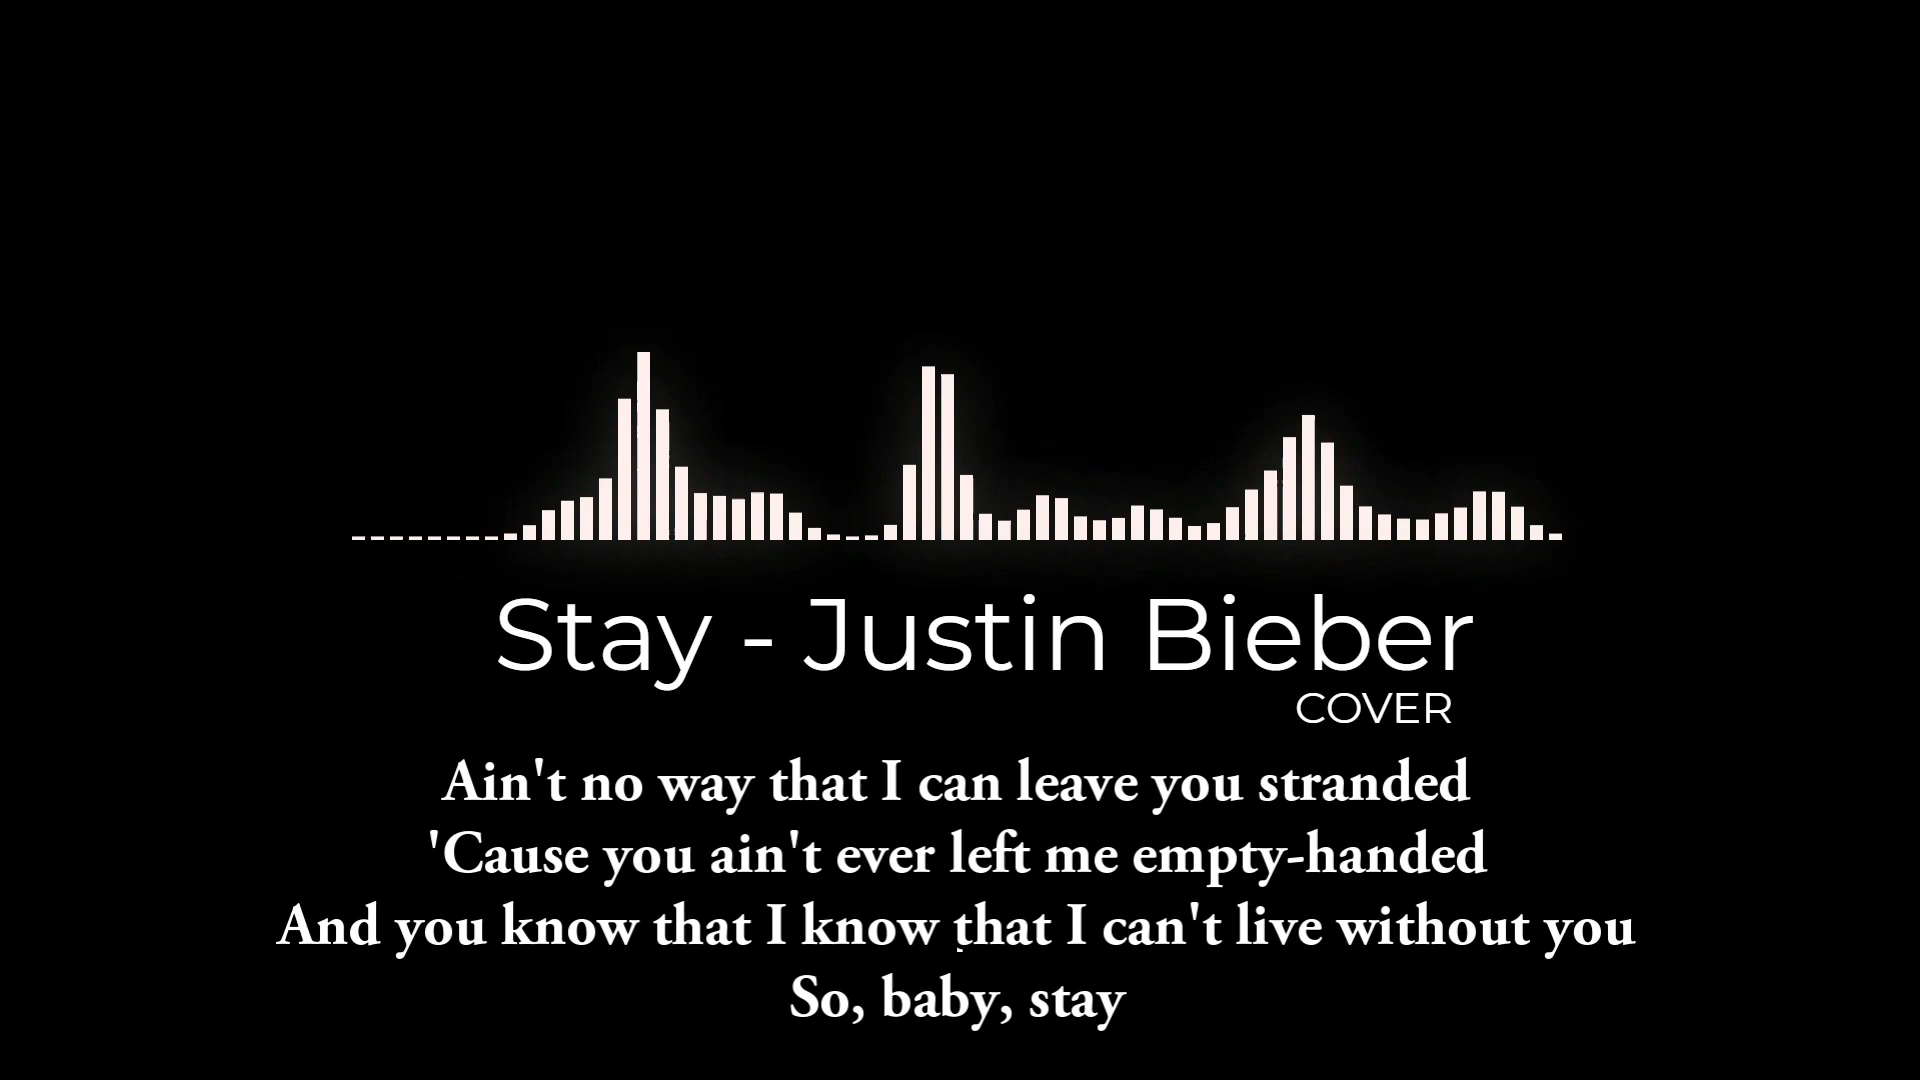 Stay - Justin Bieber
COVER
Ain't no way that I can leave you stranded
'Cause you ain't ever left me empty-handed
And you know that I know that I can't live without you
So, baby, stay